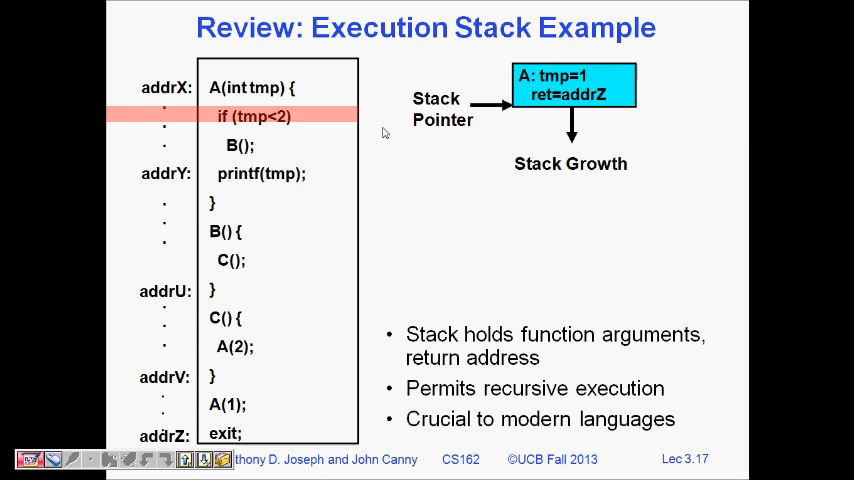 Review: Execution Stack Example
addrX:
A(int tmp) {
.
if (tmp<2)
.
.
B();
addrY:
printf(tmp);
.
}
.
.
B() {
C();
addrU:
}
.
.
C() {
.
A(2);
addrV:
}
.
.
A(1);
addrZ:
exit;
Stack
Pointer
A: tmp=1
ret=addrZ
Stack Growth
• Stack holds function arguments,
return address
• Permits recursive execution
• Crucial to modern languages
thony D. Joseph and John Canny CS162 ©UCB Fall 2013 Lec 3.17